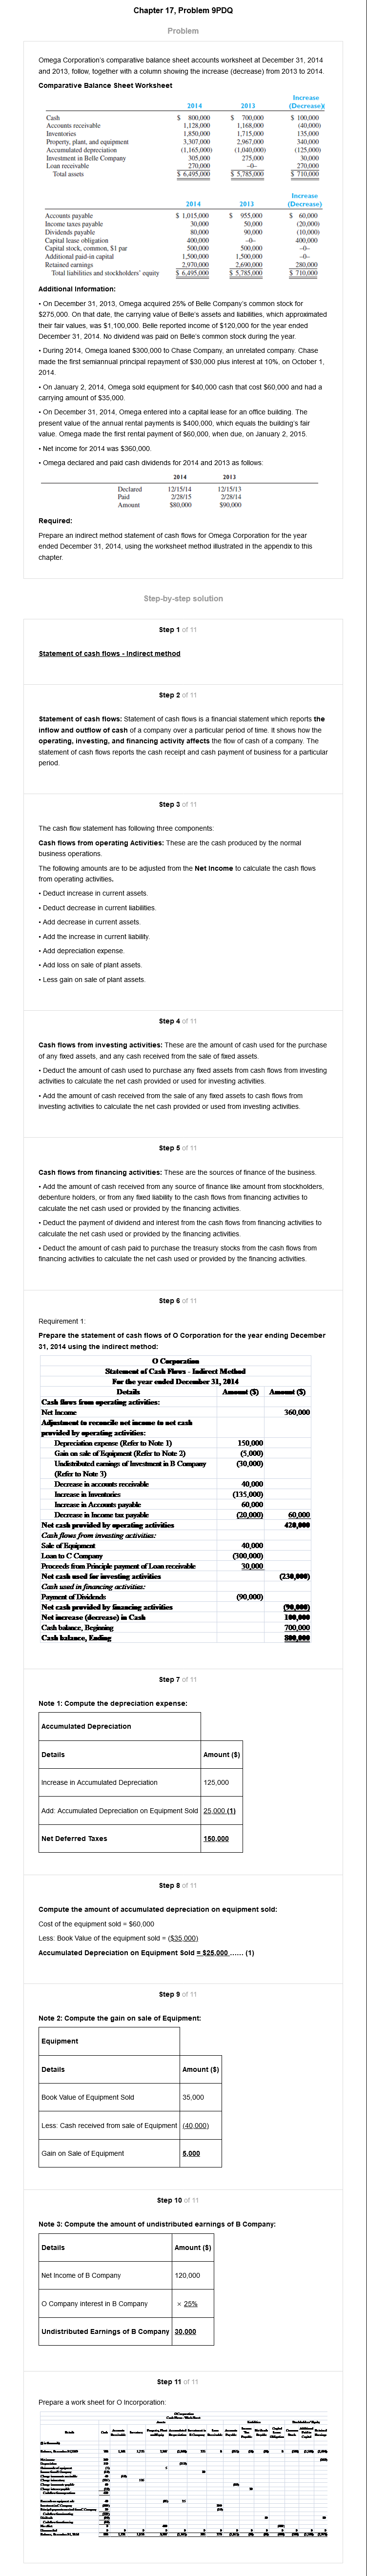 Chapter 17, Problem 9PDQ
Problem
Omega Corporation's comparative balance sheet accounts worksheet at December 31, 2014
and 2013, follow, together with a column showing the increase (decrease) from 2013 to 2014.
Comparative Balance Sheet Worksheet
Increase
2014 2013 (Decrease)
Cash $ 800,000 $ 700,000 $ 100,000
Accounts receivable 1,128,000 1,168,000 (40,000)
Inventories 1,850,000 1,715,000 135,000
Property, plant, and equipment 3,307,000 2,967,000 340,000
Accumulated depreciation (1,165,000) (1,040,000) (125,000)
Investment in Belle Company 305,000 275,000 30,000
Loan receivable 270,000 -0- 270,000
Total assets $ 6,495,000 $ 5,785,000 $ 710,000
Increase
2014 2013 (Decrease)
Accounts payable $ 1,015,000 $ 955,000 $ 60,000
Income taxes payable 30,000 50,000 (20,000)
Dividends payable 80,000 90,000 (10,000)
Capital lease obligation 400,000 -0- 400,000
Capital stock, common, $1 par 500,000 500,000 -0-
Additional paid-in capital 1,500,000 1,500,000 -0-
Retained earnings 2,970,000 2,690,000 280,000
Total liabilities and stockholders' equity $ 6,495,000 $ 5,785,000 $ 710,000
Additional Information:
• On December 31, 2013, Omega acquired 25% of Belle Company's common stock for
$275,000. On that date, the carrying value of Belle's assets and liabilities, which approximated
their fair values, was $1,100,000. Belle reported income of $120,000 for the year ended
December 31, 2014. No dividend was paid on Belle's common stock during the year.
• During 2014, Omega loaned $300,000 to Chase Company, an unrelated company. Chase
made the first semiannual principal repayment of $30,000 plus interest at 10%, on October 1,
2014.
• On January 2, 2014, Omega sold equipment for $40,000 cash that cost $60,000 and had a
carrying amount of $35,000.
• On December 31, 2014, Omega entered into a capital lease for an office building. The
present value of the annual rental payments is $400,000, which equals the building's fair
value. Omega made the first rental payment of $60,000, when due, on January 2, 2015.
• Net income for 2014 was $360,000.
• Omega declared and paid cash dividends for 2014 and 2013 as follows:
2014 2013
Declared 12/15/14 12/15/13
Paid 2/28/15 2/28/14
Amount $80,000 $90,000
Required:
Prepare an indirect method statement of cash flows for Omega Corporation for the year
ended December 31, 2014, using the worksheet method illustrated in the appendix to this
chapter.
Step-by-step solution
Step 1 of 11
Statement of cash flows - Indirect method
Step 2 of 11
Statement of cash flows: Statement of cash flows is a financial statement which reports the
inflow and outflow of cash of a company over a particular period of time. It shows how the
operating, investing, and financing activity affects the flow of cash of a company. The
statement of cash flows reports the cash receipt and cash payment of business for a particular
period.
Step 3 of 11
The cash flow statement has following three components:
Cash flows from operating Activities: These are the cash produced by the normal
business operations.
The following amounts are to be adjusted from the Net Income to calculate the cash flows
from operating activities.
• Deduct increase in current assets.
• Deduct decrease in current liabilities.
• Add decrease in current assets.
• Add the increase in current liability.
• Add depreciation expense.
• Add loss on sale of plant assets.
• Less gain on sale of plant assets.
Step 4 of 11
Cash flows from investing activities: These are the amount of cash used for the purchase
of any fixed assets, and any cash received from the sale of fixed assets.
• Deduct the amount of cash used to purchase any fixed assets from cash flows from investing
activities to calculate the net cash provided or used for investing activities.
• Add the amount of cash received from the sale of any fixed assets to cash flows from
investing activities to calculate the net cash provided or used from investing activities.
Step 5 of 11
Cash flows from financing activities: These are the sources of finance of the business.
• Add the amount of cash received from any source of finance like amount from stockholders,
debenture holders, or from any fixed liability to the cash flows from financing activities to
calculate the net cash used or provided by the financing activities.
• Deduct the payment of dividend and interest from the cash flows from financing activities to
calculate the net cash used or provided by the financing activities.
• Deduct the amount of cash paid to purchase the treasury stocks from the cash flows from
financing activities to calculate the net cash used or provided by the financing activities.
Step 6 of 11
Requirement 1:
Prepare the statement of cash flows of O Corporation for the year ending December
31, 2014 using the indirect method:
O Corporation
Statement of Cash Flows - Indirect Method
For the year ended December 31, 2014
Details Amount ($) Amount ($)
Cash flows from operating activities:
Net Income 360,000
Adjustment to reconcile net income to net cash
provided by operating activities:
Depreciation expense (Refer to Note 1) 150,000
Gain on sale of Equipment (Refer to Note 2) (5,000)
Undistributed earnings of Investment in B Company (30,000)
(Refer to Note 3)
Decrease in accounts receivable 40,000
Increase in Inventories (135,000)
Increase in Accounts payable 60,000
Decrease in Income tax payable (20,000) 60,000
Net cash provided by operating activities 420,000
Cash flows from investing activities:
Sale of Equipment 40,000
Loan to C Company (300,000)
Proceeds from Principle payment of Loan receivable 30,000
Net cash used for investing activities (230,000)
Cash used in financing activities:
Payment of Dividends (90,000)
Net cash provided by financing activities (90,000)
Net increase (decrease) in Cash 100,000
Cash balance, Beginning 700,000
Cash balance, Ending 800,000
Step 7 of 11
Note 1: Compute the depreciation expense:
Accumulated Depreciation
Details Amount ($)
Increase in Accumulated Depreciation 125,000
Add: Accumulated Depreciation on Equipment Sold 25,000 (1)
Net Deferred Taxes 150,000
Step 8 of 11
Compute the amount of accumulated depreciation on equipment sold:
Cost of the equipment sold = $60,000
Less: Book Value of the equipment sold = ($35,000)
Accumulated Depreciation on Equipment Sold = $25,000 ...... (1)
Step 9 of 11
Note 2: Compute the gain on sale of Equipment:
Equipment
Details Amount ($)
Book Value of Equipment Sold 35,000
Less: Cash received from sale of Equipment (40,000)
Gain on Sale of Equipment 5,000
Step 10 of 11
Note 3: Compute the amount of undistributed earnings of B Company:
Details Amount ($)
Net Income of B Company 120,000
O Company interest in B Company × 25%
Undistributed Earnings of B Company 30,000
Step 11 of 11
Prepare a work sheet for O Incorporation: